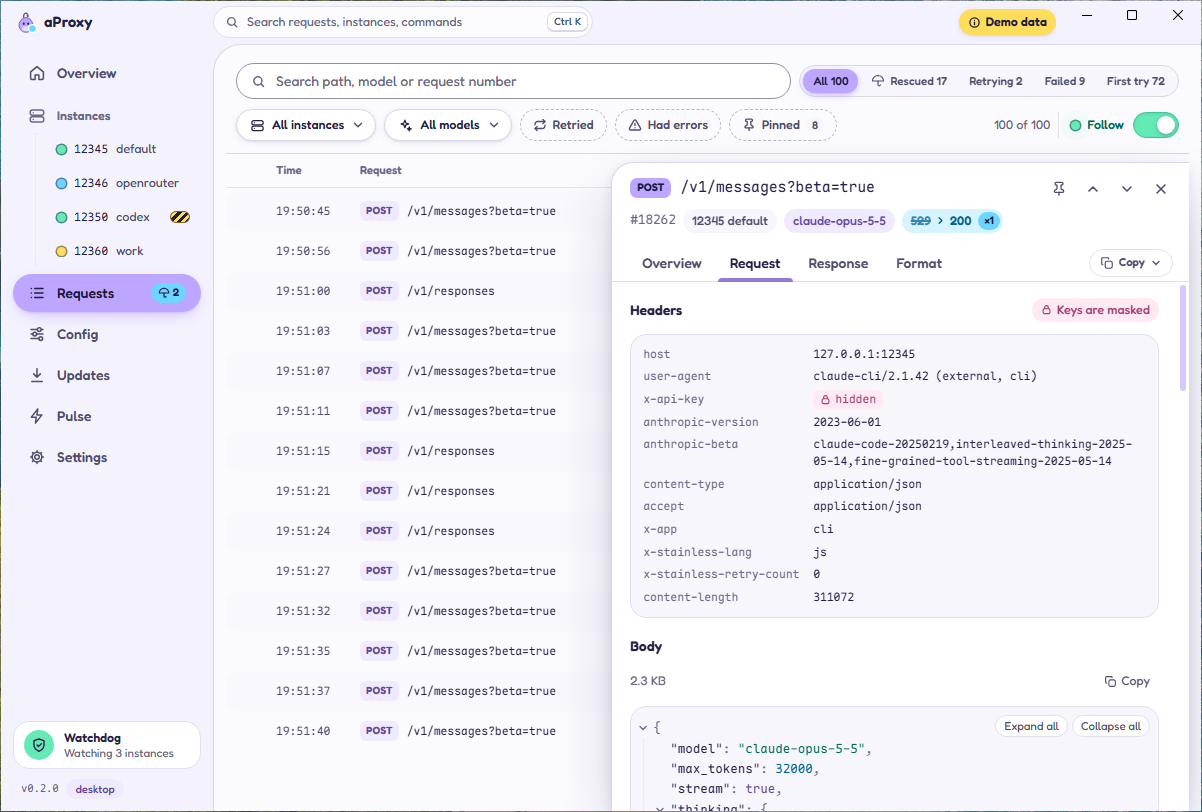 aProxy
Search requests, instances, commands
Ctrl K
Demo data
Overview
Instances
12345 default
12346 openrouter
12350 codex
12360 work
Requests
2
Config
Updates
Pulse
Settings
Watchdog
Watching 3 instances
v0.2.0 desktop
Search path, model or request number
All 100 Rescued 17 Retrying 2 Failed 9 First try 72
All instances All models Retried Had errors Pinned 8
100 of 100 Follow
Time Request
19:50:45 POST /v1/messages?beta=true
19:50:56 POST /v1/messages?beta=true
19:51:00 POST /v1/responses
19:51:03 POST /v1/messages?beta=true
19:51:07 POST /v1/messages?beta=true
19:51:11 POST /v1/messages?beta=true
19:51:15 POST /v1/responses
19:51:21 POST /v1/responses
19:51:24 POST /v1/responses
19:51:27 POST /v1/messages?beta=true
19:51:32 POST /v1/messages?beta=true
19:51:35 POST /v1/messages?beta=true
19:51:37 POST /v1/messages?beta=true
19:51:40 POST /v1/messages?beta=true
POST /v1/messages?beta=true
#18262 12345 default claude-opus-5-5 529 > 200 x1
Overview Request Response Format
Copy
Headers
Keys are masked
host 127.0.0.1:12345
user-agent claude-cli/2.1.42 (external, cli)
x-api-key hidden
anthropic-version 2023-06-01
anthropic-beta claude-code-20250219,interleaved-thinking-2025-
05-14,fine-grained-tool-streaming-2025-05-14
content-type application/json
accept application/json
x-app cli
x-stainless-lang js
x-stainless-retry-count 0
content-length 311072
Body
2.3 KB
Copy
Expand all Collapse all
{
"model": "claude-opus-5-5",
"max_tokens": 32000,
"stream": true,
"thinking": {